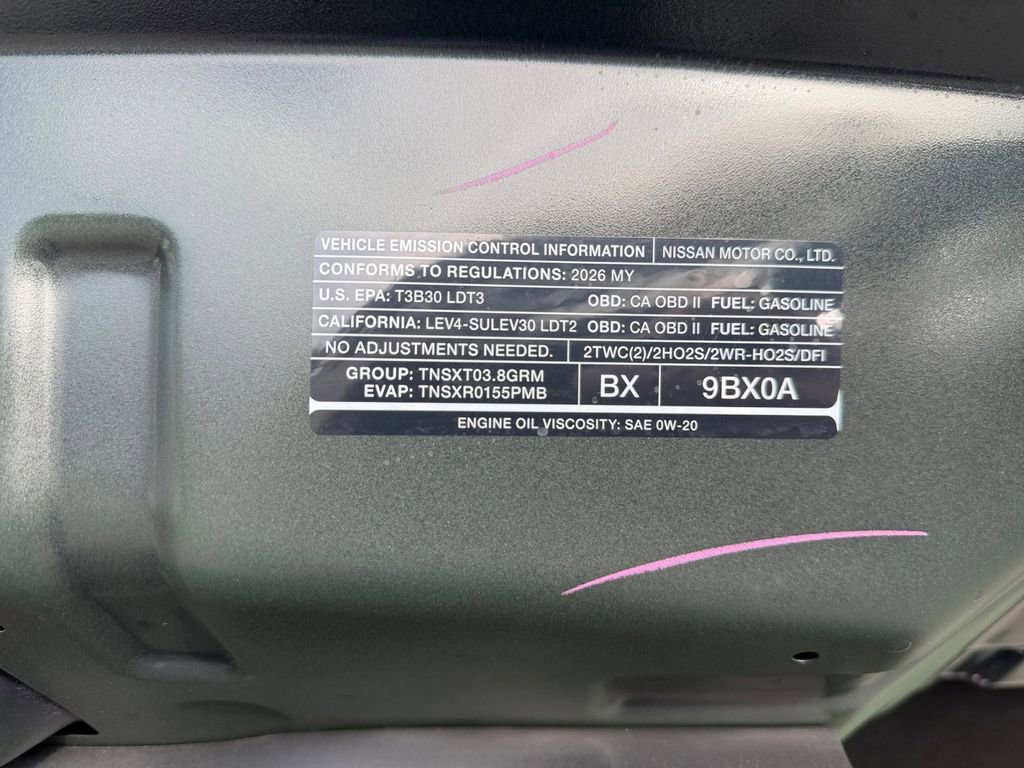 VEHICLE EMISSION CONTROL INFORMATION NISSAN MOTOR CO., LTD.
CONFORMS TO REGULATIONS: 2026 MY
U.S. EPA: T3B30 LDT3 OBD: CA OBD II FUEL: GASOLINE
CALIFORNIA: LEV4-SULEV30 LDT2 OBD: CA OBD II FUEL: GASOLINE
NO ADJUSTMENTS NEEDED. 2TWC(2)/2HO2S/2WR-HO2S/DFI
GROUP: TNSXT03.8GRM
EVAP: TNSXR0155PMB
BX 9BX0A
ENGINE OIL VISCOSITY: SAE 0W-20